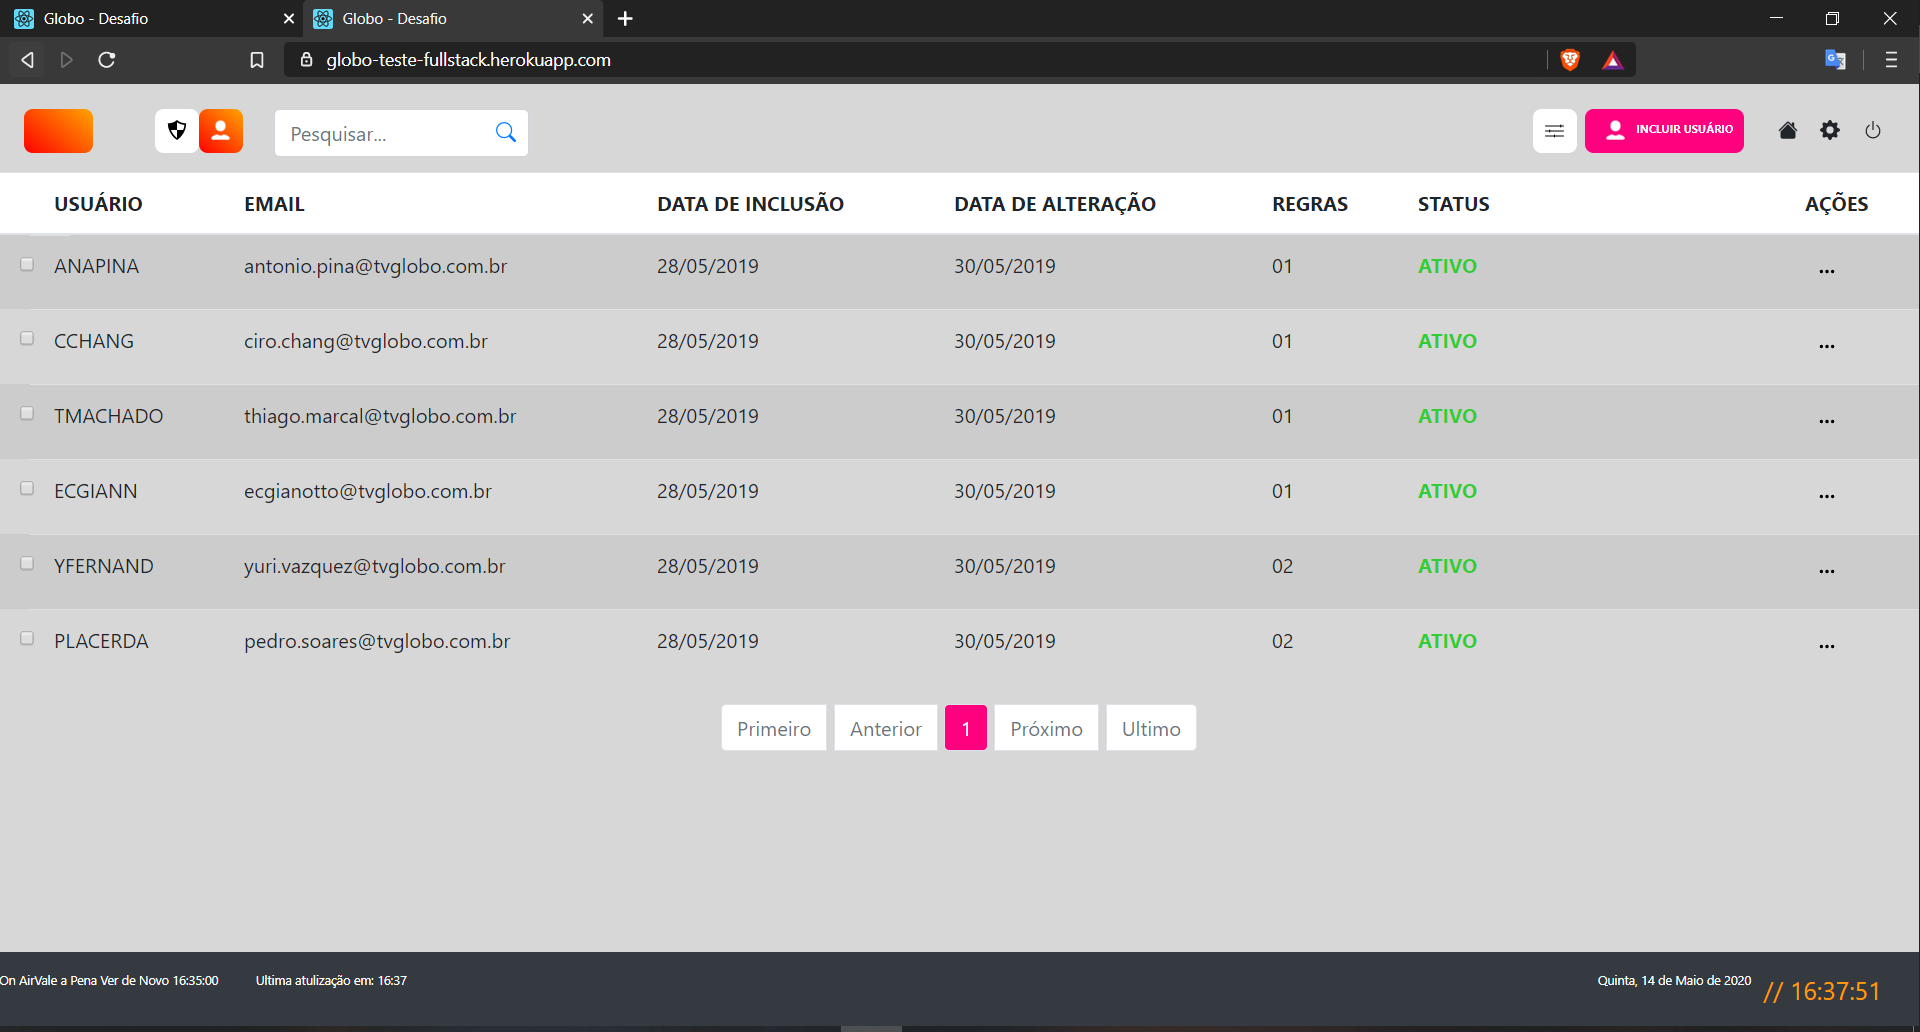 Globo - Desafio
Globo - Desafio
globo-teste-fullstack.herokuapp.com
Pesquisar...
INCLUIR USUÁRIO
USUÁRIO EMAIL DATA DE INCLUSÃO DATA DE ALTERAÇÃO REGRAS STATUS AÇÕES
ANAPINA antonio.pina@tvglobo.com.br 28/05/2019 30/05/2019 01 ATIVO ...
CCHANG ciro.chang@tvglobo.com.br 28/05/2019 30/05/2019 01 ATIVO ...
TMACHADO thiago.marcal@tvglobo.com.br 28/05/2019 30/05/2019 01 ATIVO ...
ECGIANN ecgianotto@tvglobo.com.br 28/05/2019 30/05/2019 01 ATIVO ...
YFERNAND yuri.vazquez@tvglobo.com.br 28/05/2019 30/05/2019 02 ATIVO ...
PLACERDA pedro.soares@tvglobo.com.br 28/05/2019 30/05/2019 02 ATIVO ...
Primeiro Anterior 1 Próximo Ultimo
On AirVale a Pena Ver de Novo 16:35:00 Ultima atulização em: 16:37 Quinta, 14 de Maio de 2020 // 16:37:51